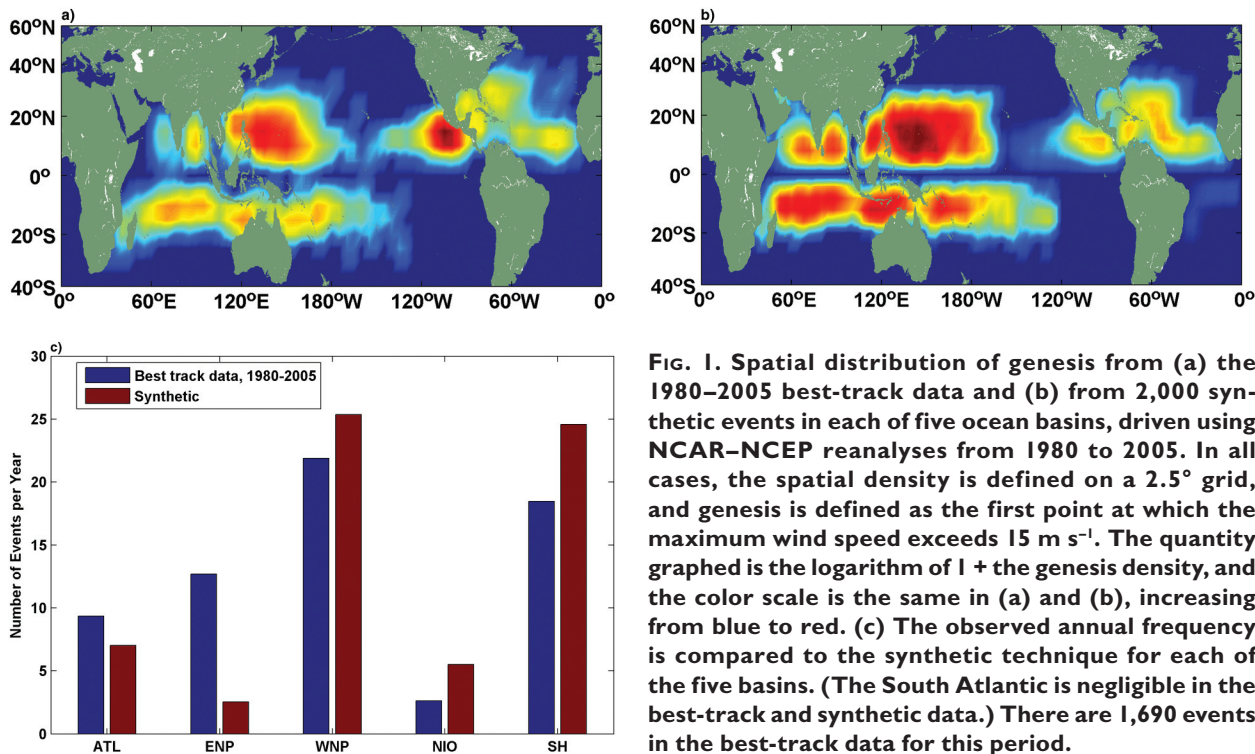 a)
60°N
40°N
20°N
0°
20°S
40°S
0° 60°E 120°E 180°W 120°W 60°W 0°
b)
60°N
40°N
20°N
0°
20°S
40°S
0° 60°E 120°E 180°W 120°W 60°W 0°
c)
Number of Events per Year
30
25
20
15
10
5
0
Best track data, 1980-2005
Synthetic
ATL ENP WNP NIO SH
FIG. 1. Spatial distribution of genesis from (a) the
1980–2005 best-track data and (b) from 2,000 syn-
thetic events in each of five ocean basins, driven using
NCAR–NCEP reanalyses from 1980 to 2005. In all
cases, the spatial density is defined on a 2.5° grid,
and genesis is defined as the first point at which the
maximum wind speed exceeds 15 m s⁻¹. The quantity
graphed is the logarithm of 1 + the genesis density, and
the color scale is the same in (a) and (b), increasing
from blue to red. (c) The observed annual frequency
is compared to the synthetic technique for each of
the five basins. (The South Atlantic is negligible in the
best-track and synthetic data.) There are 1,690 events
in the best-track data for this period.